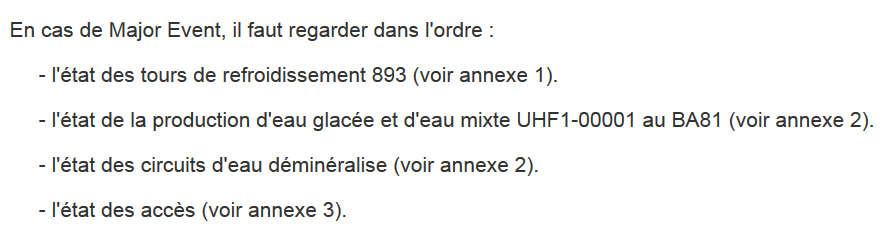 En cas de Major Event, il faut regarder dans l'ordre :
- l'état des tours de refroidissement 893 (voir annexe 1).
- l'état de la production d'eau glacée et d'eau mixte UHF1-00001 au BA81 (voir annexe 2).
- l'état des circuits d'eau déminéralise (voir annexe 2).
- l'état des accès (voir annexe 3).